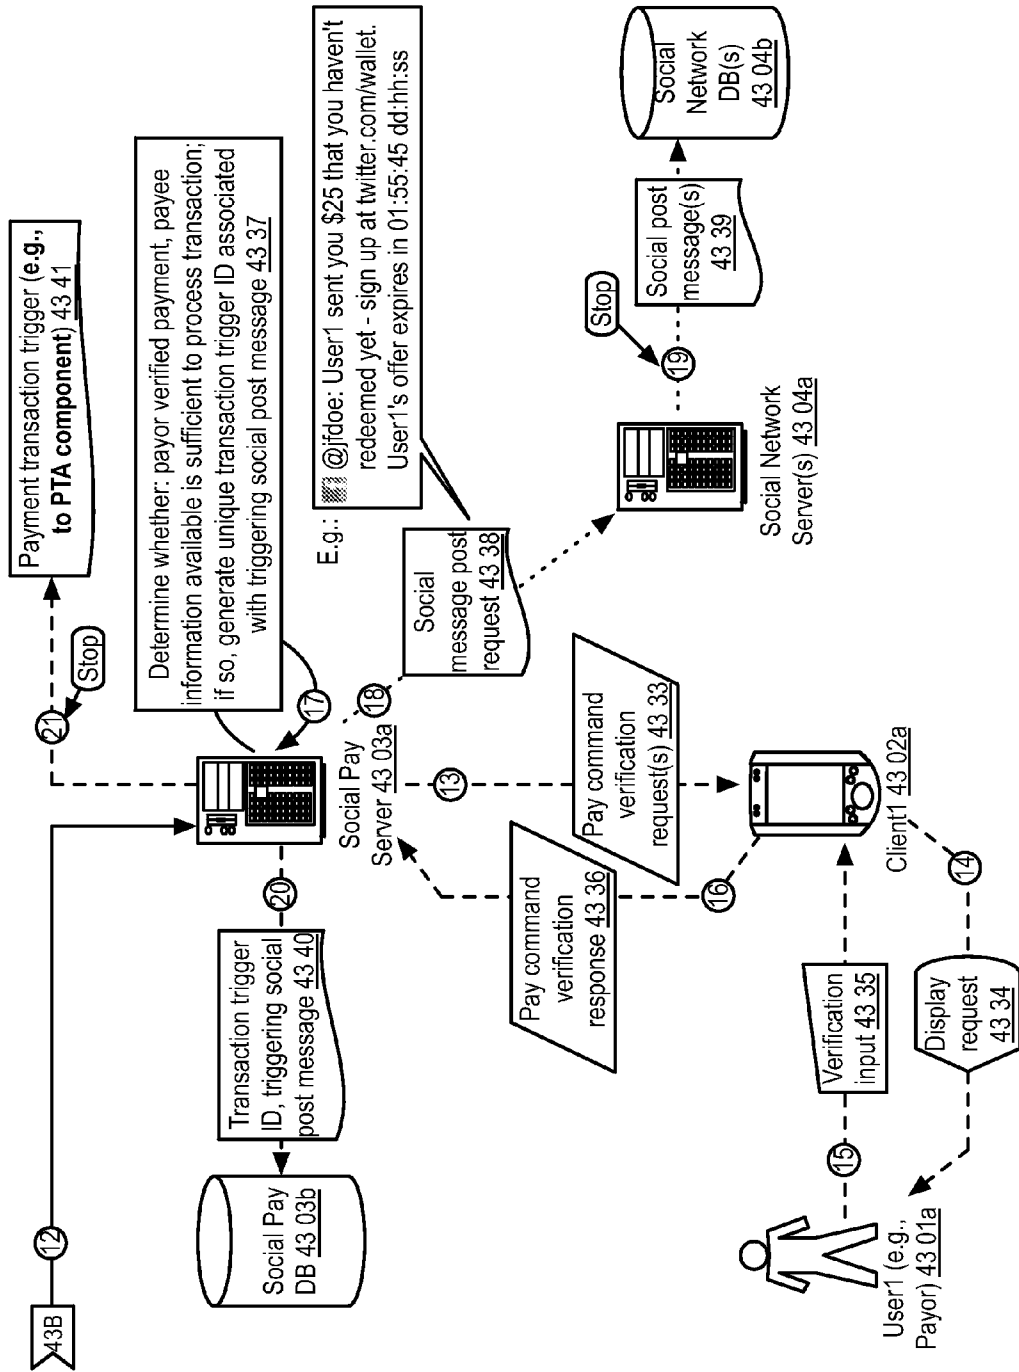 43B
12
Payment transaction trigger (e.g.,
to PTA component) 43 41
21
Stop
Determine whether: payor verified payment, payee
information available is sufficient to process transaction;
if so, generate unique transaction trigger ID associated
with triggering social post message 43 37
17
E.g.:
@jfdoe: User1 sent you $25 that you haven't
redeemed yet - sign up at twitter.com/wallet.
User1's offer expires in 01:55:45 dd:hh:ss
Social Pay
DB 43 03b
Transaction trigger
ID, triggering social
post message 43 40
20
Social Pay
Server 43 03a
18
Social
message post
request 43 38
Social Network
Server(s) 43 04a
19
Stop
Social post
message(s)
43 39
Social
Network
DB(s)
43 04b
13
Pay command
verification
request(s) 43 33
Pay command
verification
response 43 36
16
Client1 43 02a
14
Display
request
43 34
Verification
input 43 35
15
User1 (e.g.,
Payor) 43 01a